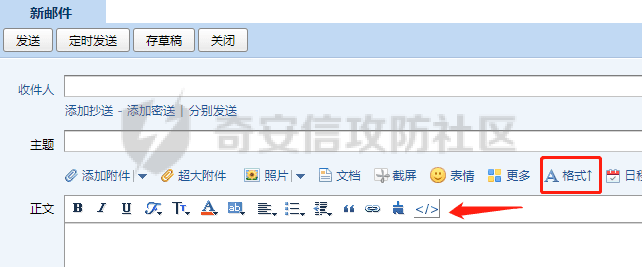 新邮件
发送 定时发送 存草稿 关闭
收件人
添加抄送 - 添加密送 | 分别发送
奇安信攻防社区
主题
添加附件 | 超大附件 照片 | 文档 截屏 表情 更多 A 格式↑ 日
正文 B I U F TT A ab </>